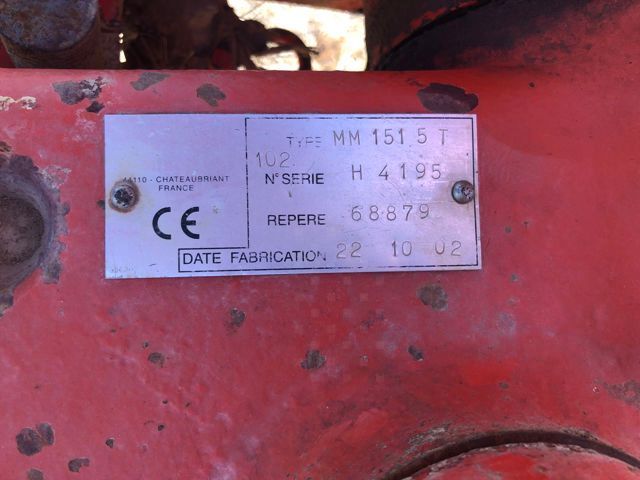 TYPE MM 151 5 T
102
N° SERIE H 4195
44110 - CHATEAUBRIANT
FRANCE
CE
REPERE 68879
DATE FABRICATION 22 10 02